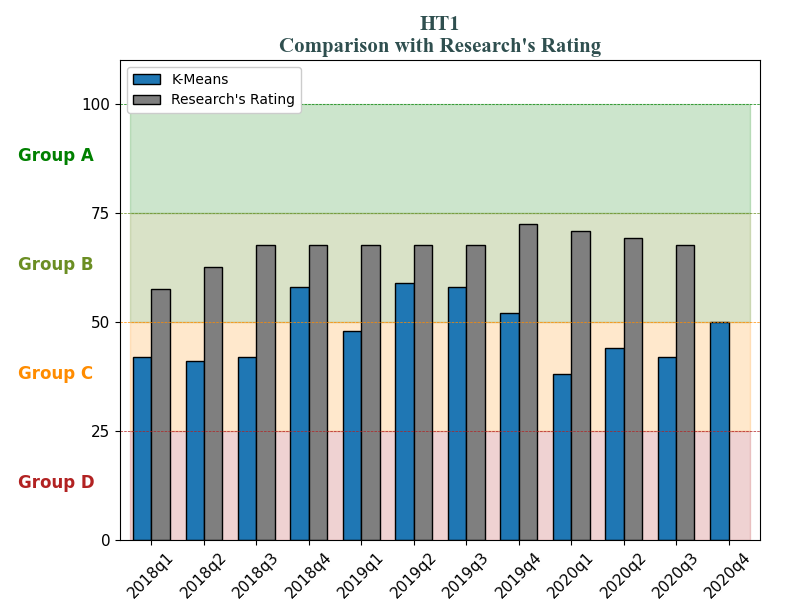 HT1
Comparison with Research's Rating
K-Means
Research's Rating
100
Group A
75
Group B
50
Group C
25
Group D
0
2018q1
2018q2
2018q3
2018q4
2019q1
2019q2
2019q3
2019q4
2020q1
2020q2
2020q3
2020q4